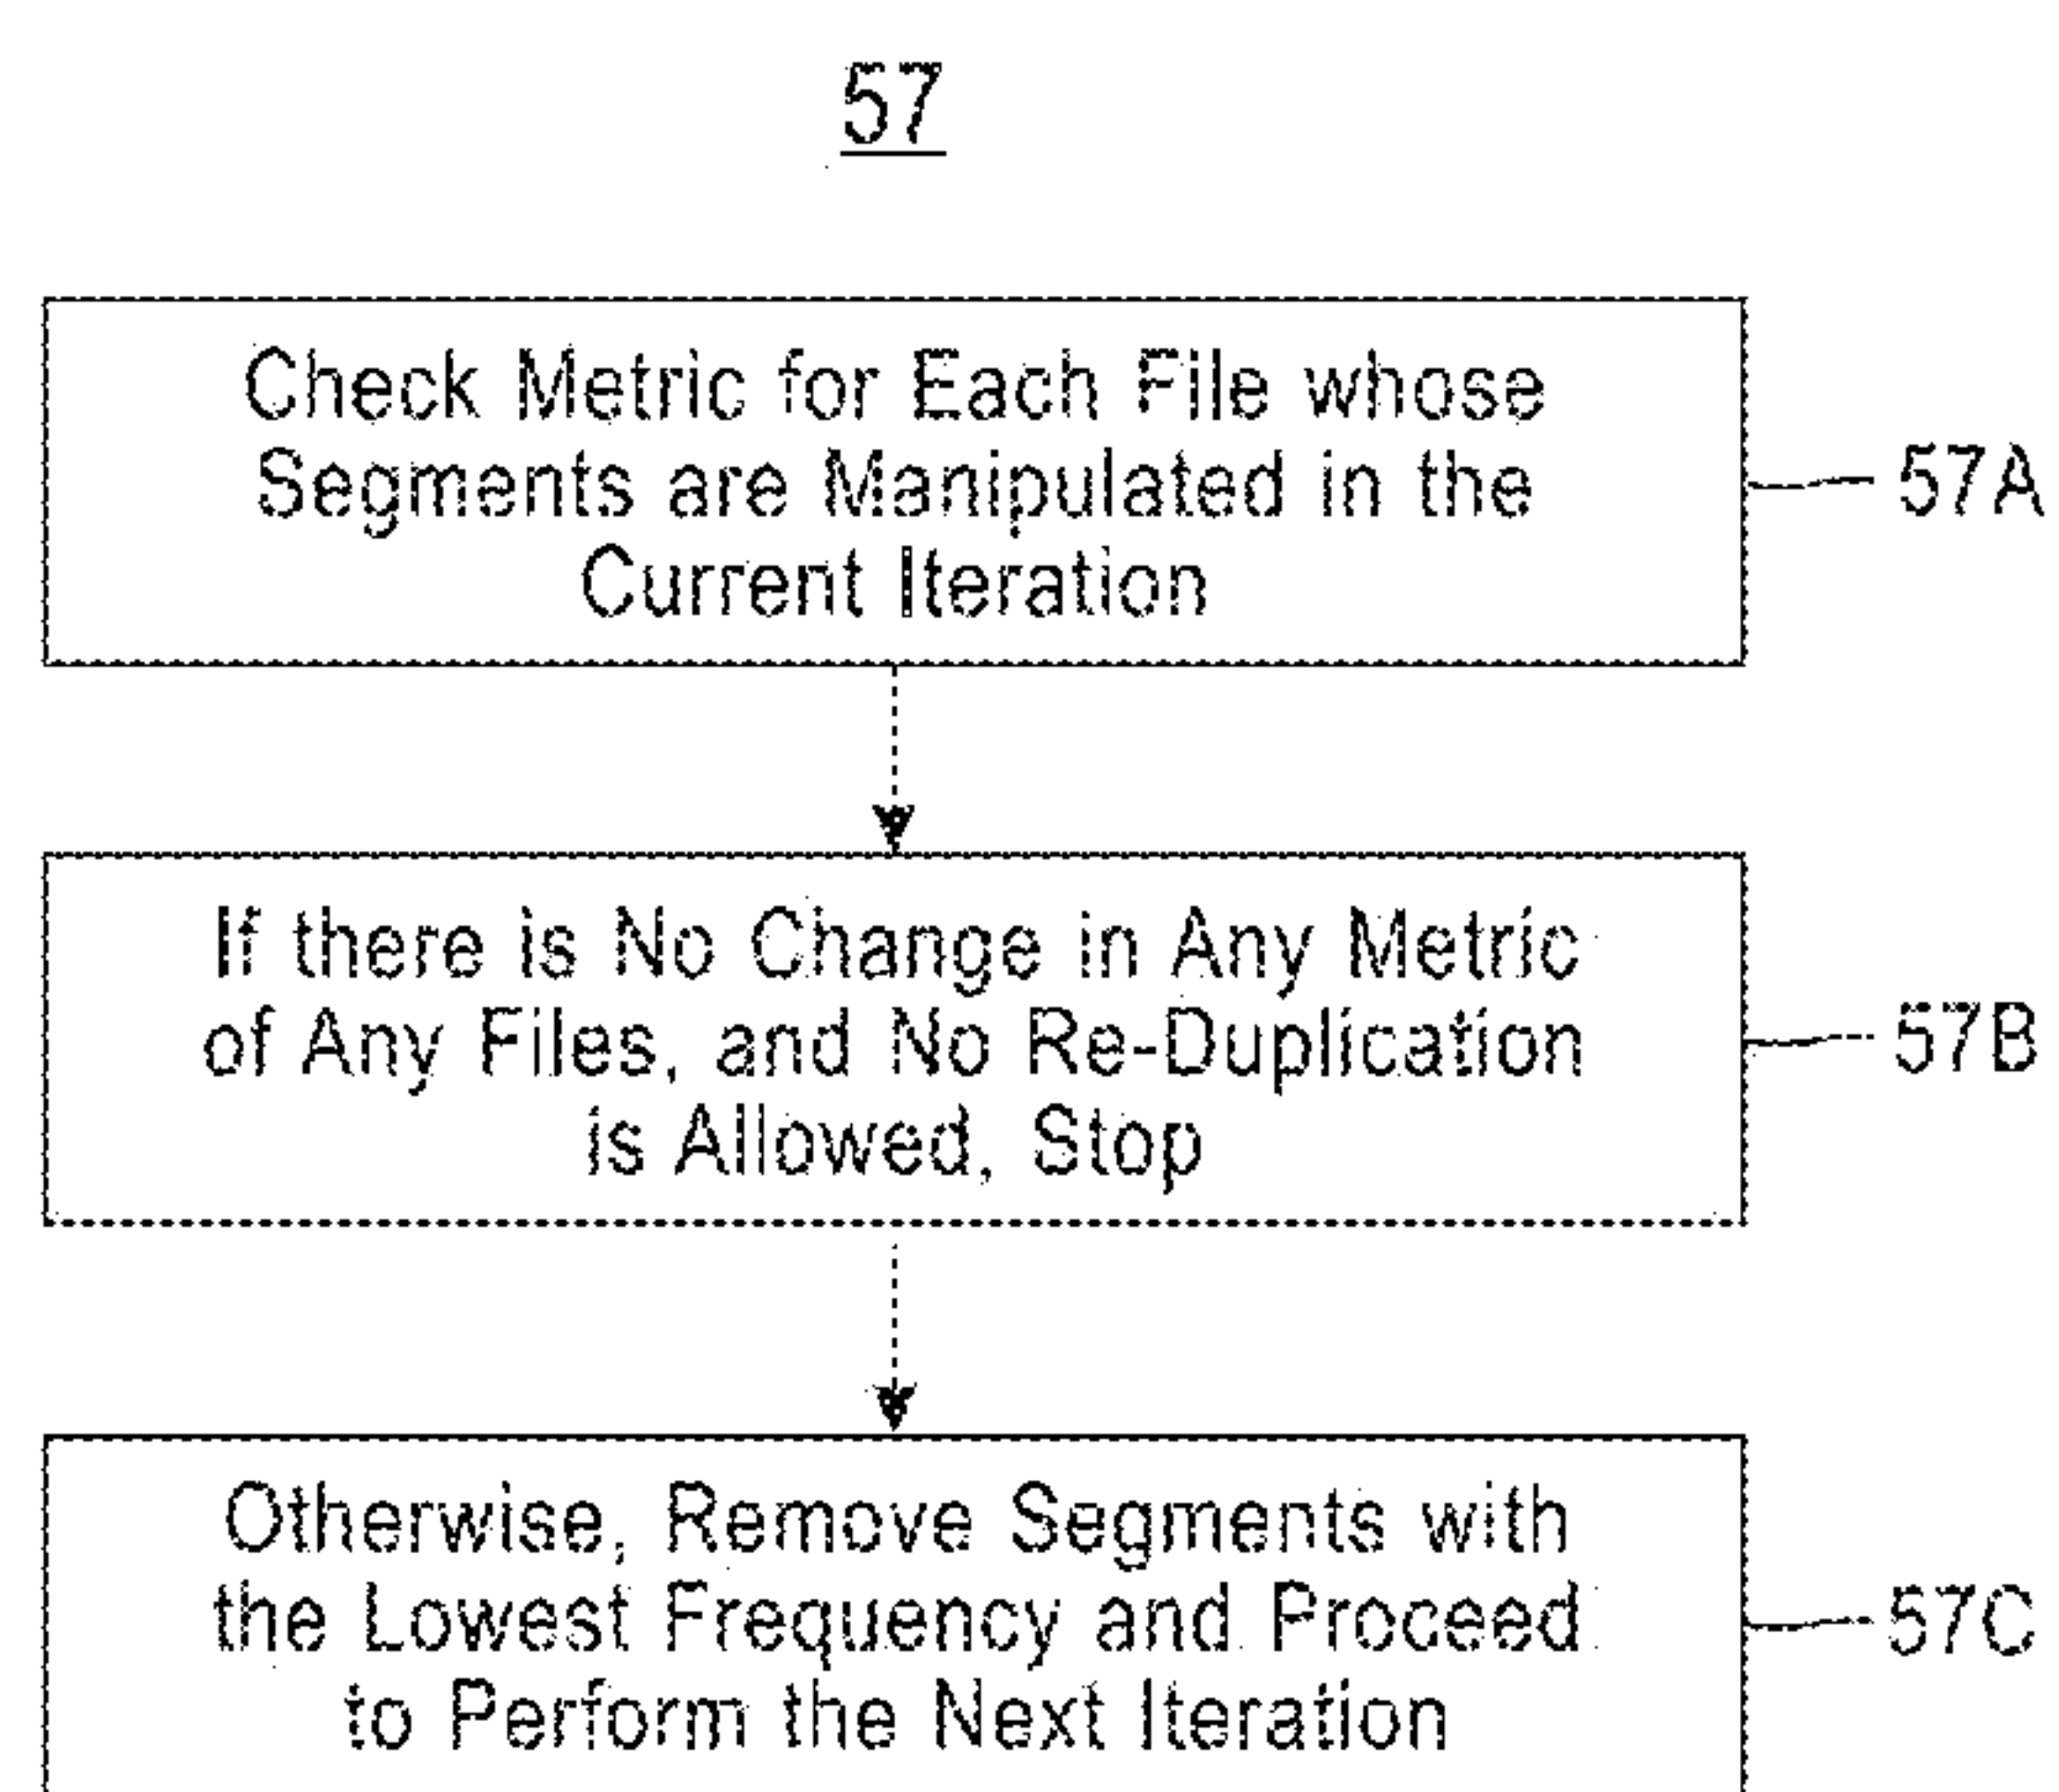 57
Check Metric for Each File whose
Segments are Manipulated in the
Current Iteration
57A
If there is No Change in Any Metric
of Any Files, and No Re-Duplication
is Allowed, Stop
57B
Otherwise, Remove Segments with
the Lowest Frequency and Proceed
to Perform the Next Iteration
57C